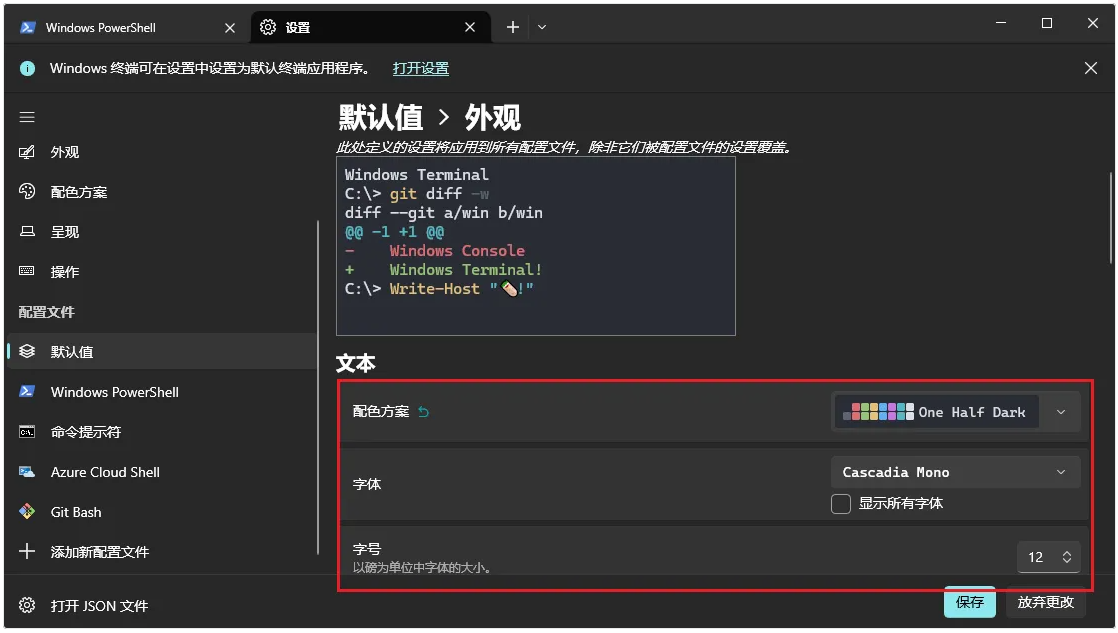 Windows PowerShell
设置
Windows 终端可在设置中设置为默认终端应用程序。 打开设置
默认值 > 外观
此处定义的设置将应用到所有配置文件，除非它们被配置文件的设置覆盖。
外观
配色方案
呈现
操作
配置文件
默认值
Windows PowerShell
命令提示符
Azure Cloud Shell
Git Bash
添加新配置文件
打开 JSON 文件
Windows Terminal
C:\> git diff -w
diff --git a/win b/win
@@ -1 +1 @@
-    Windows Console
+    Windows Terminal!
C:\> Write-Host "🌯!"
文本
配色方案
One Half Dark
字体
Cascadia Mono
显示所有字体
字号
以磅为单位中字体的大小。
12
保存
放弃更改